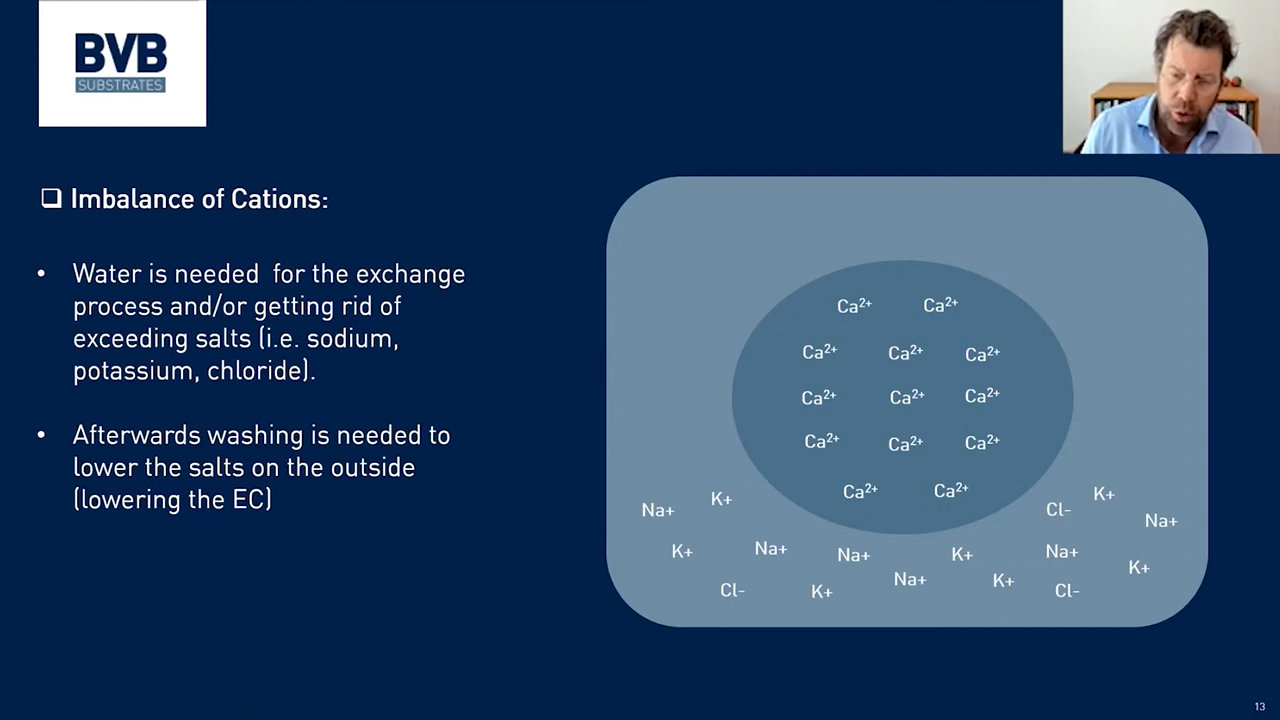 BVB
SUBSTRATES
❑ Imbalance of Cations:
• Water is needed  for the exchange
process and/or getting rid of
exceeding salts (i.e. sodium,
potassium, chloride).
• Afterwards washing is needed to
lower the salts on the outside
(lowering the EC)
Ca²⁺ Ca²⁺
Ca²⁺ Ca²⁺ Ca²⁺
Ca²⁺ Ca²⁺ Ca²⁺
Ca²⁺ Ca²⁺ Ca²⁺
Ca²⁺ Ca²⁺
Na+ K+ Cl- K+ Na+
K+ Na+ Na+ K+ Na+ K+
Cl- K+ Na+ K+ Cl-
13